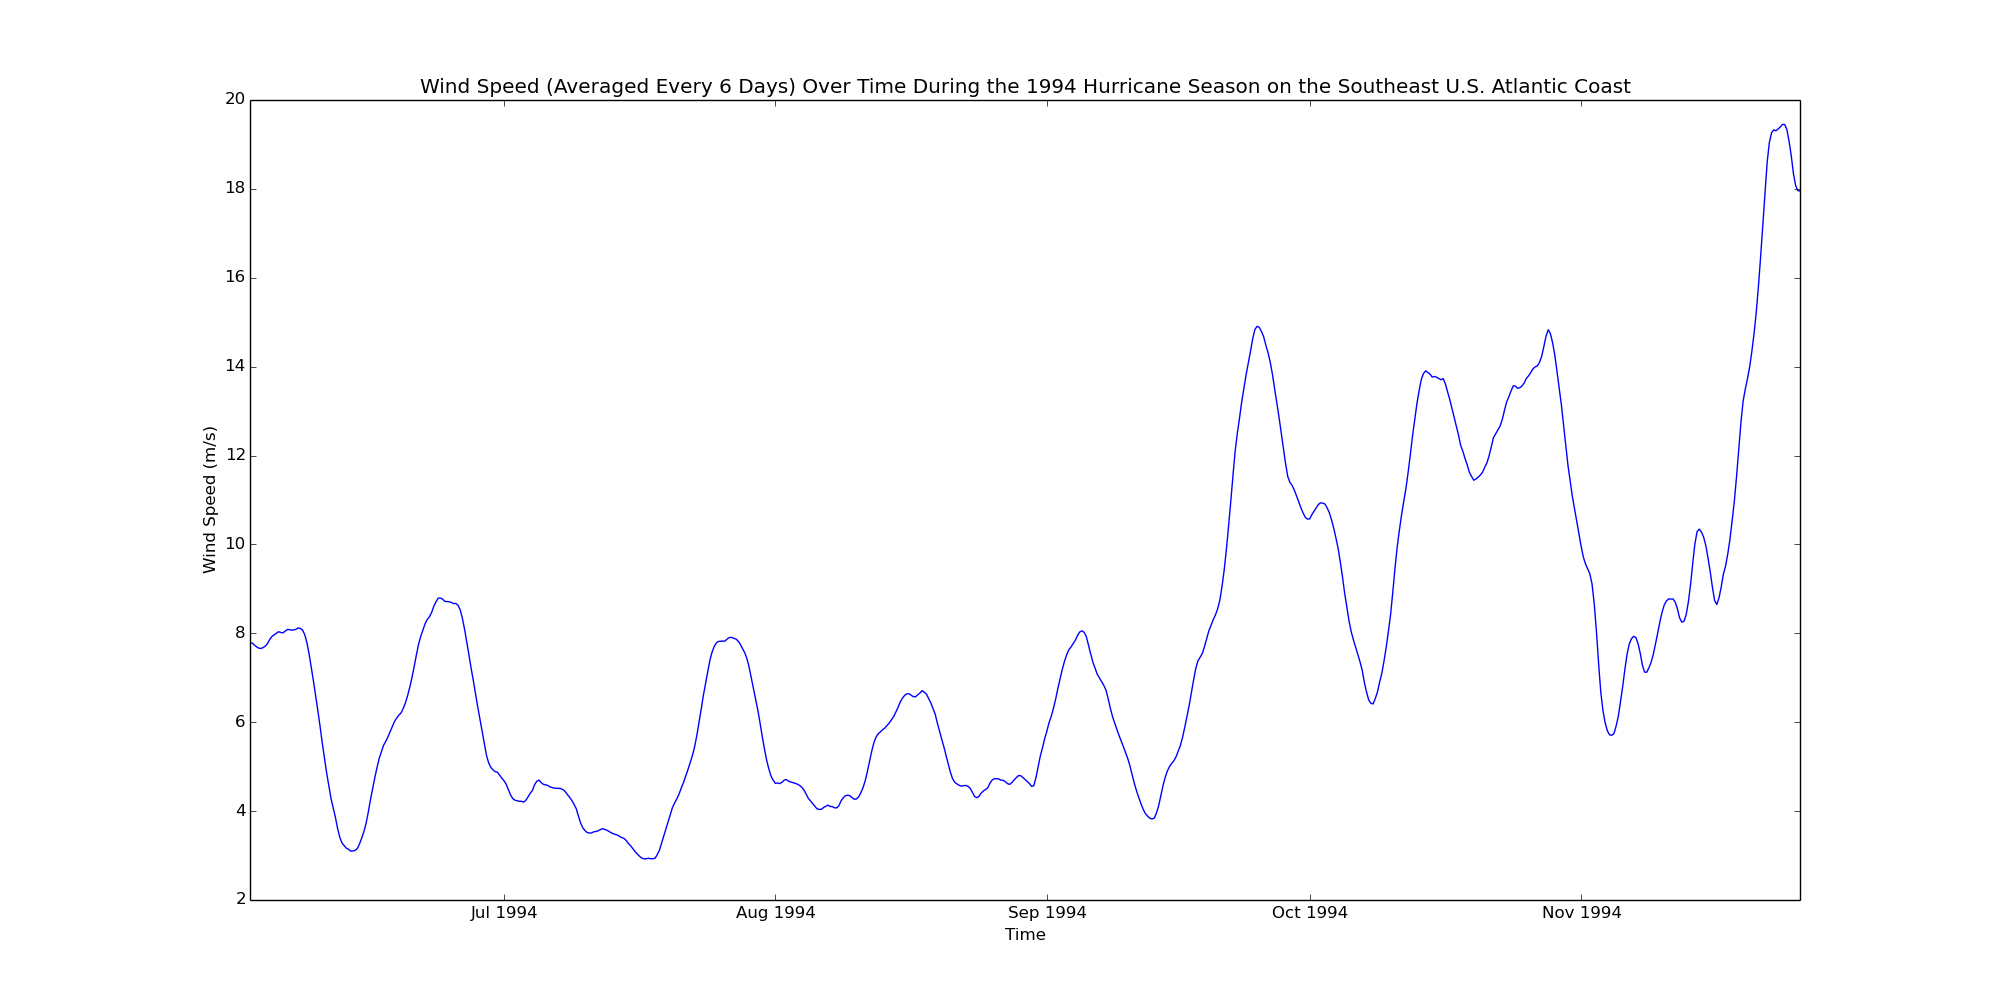 Wind Speed (Averaged Every 6 Days) Over Time During the 1994 Hurricane Season on the Southeast U.S. Atlantic Coast
20
18
16
14
12
10
8
6
4
2
Wind Speed (m/s)
Jul 1994 Aug 1994 Sep 1994 Oct 1994 Nov 1994
Time